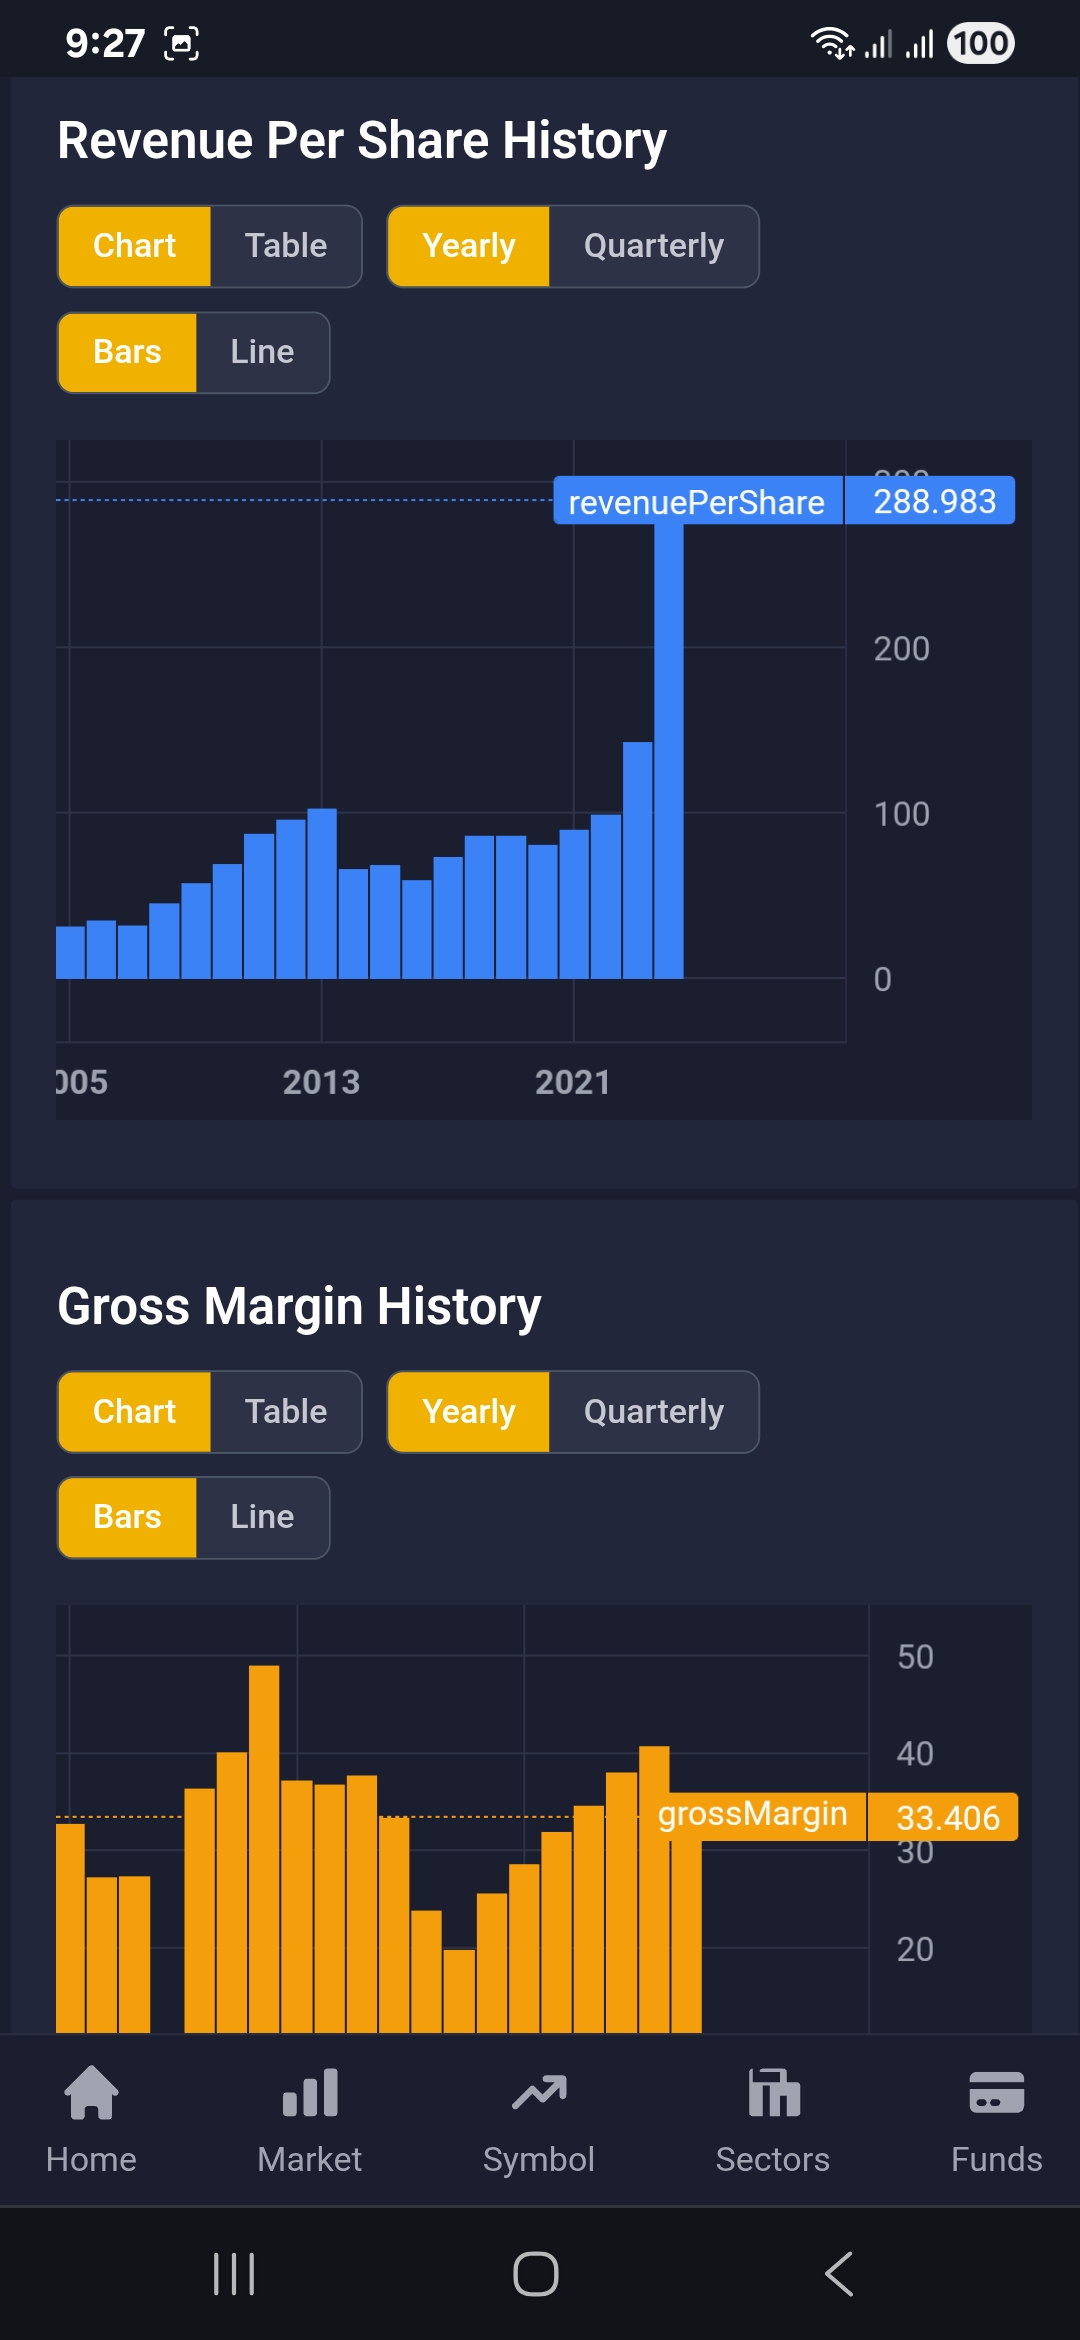 9:27
100
Revenue Per Share History
Chart Table Yearly Quarterly
Bars Line
revenuePerShare 288.983
200
100
0
005 2013 2021
Gross Margin History
Chart Table Yearly Quarterly
Bars Line
50
40
grossMargin 33.406
30
20
Home Market Symbol Sectors Funds